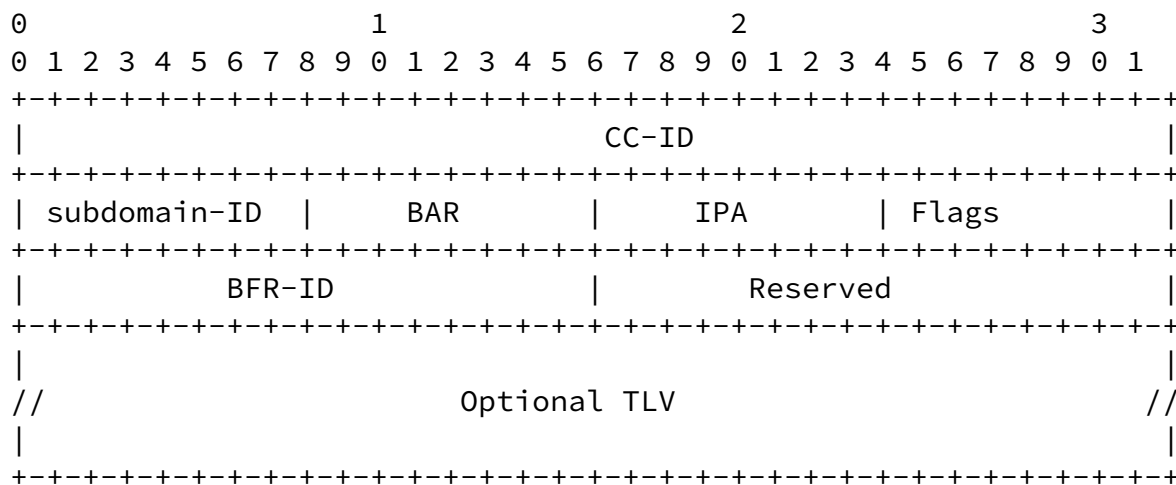 0                   1                   2                   3
0 1 2 3 4 5 6 7 8 9 0 1 2 3 4 5 6 7 8 9 0 1 2 3 4 5 6 7 8 9 0 1
+-+-+-+-+-+-+-+-+-+-+-+-+-+-+-+-+-+-+-+-+-+-+-+-+-+-+-+-+-+-+-+-+
|                                CC-ID                          |
+-+-+-+-+-+-+-+-+-+-+-+-+-+-+-+-+-+-+-+-+-+-+-+-+-+-+-+-+-+-+-+-+
| subdomain-ID  |     BAR       |     IPA       | Flags         |
+-+-+-+-+-+-+-+-+-+-+-+-+-+-+-+-+-+-+-+-+-+-+-+-+-+-+-+-+-+-+-+-+
|           BFR-ID              |        Reserved               |
+-+-+-+-+-+-+-+-+-+-+-+-+-+-+-+-+-+-+-+-+-+-+-+-+-+-+-+-+-+-+-+-+
|                                                               |
//                       Optional TLV                          //
|                                                               |
+-+-+-+-+-+-+-+-+-+-+-+-+-+-+-+-+-+-+-+-+-+-+-+-+-+-+-+-+-+-+-+-+